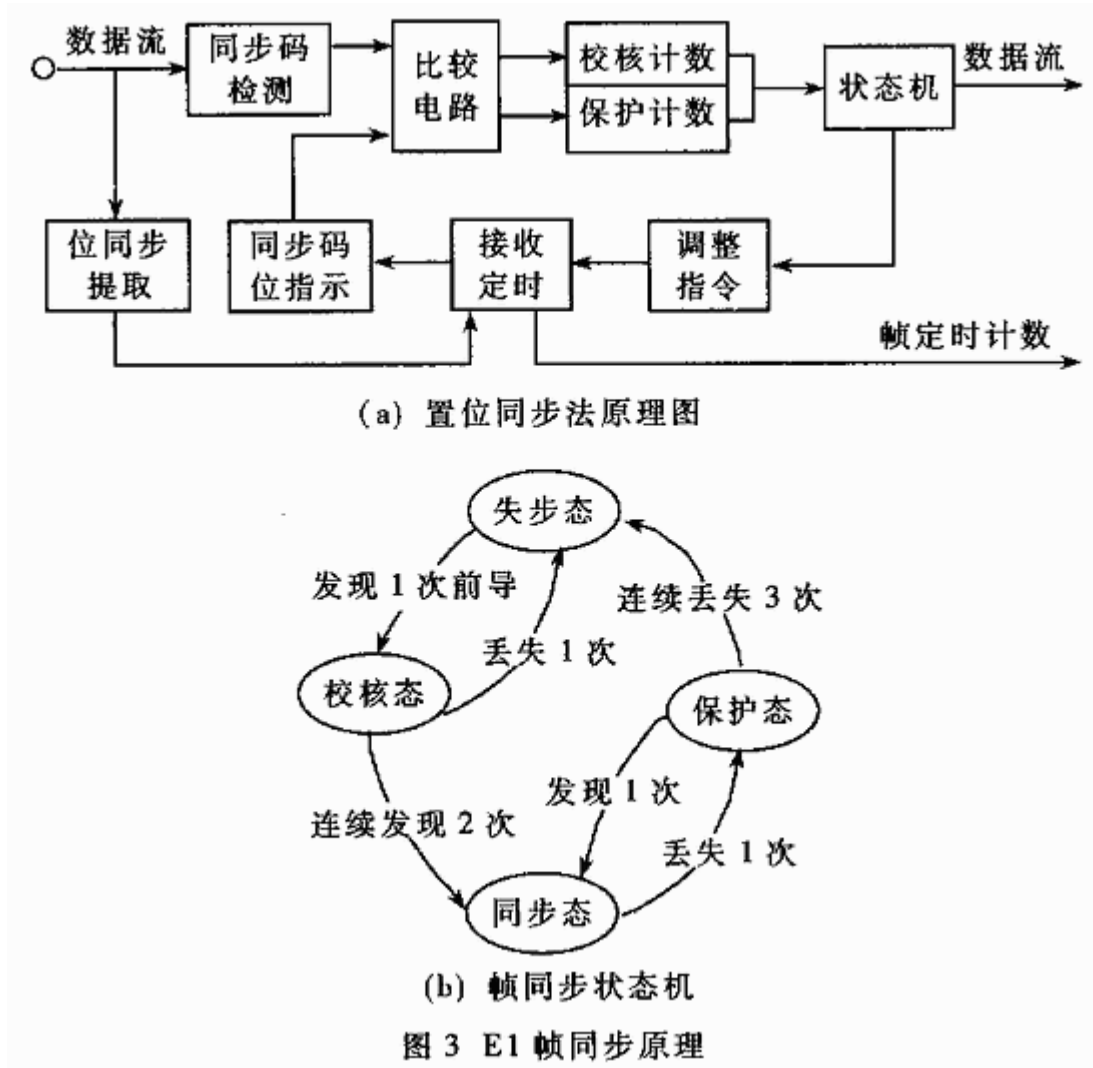 数据流
同步码
检测
比较
电路
校核计数
保护计数
状态机
数据流
位同步
提取
同步码
位指示
接收
定时
调整
指令
帧定时计数
(a) 置位同步法原理图
失步态
发现1次前导
丢失1次
连续丢失3次
校核态
保护态
连续发现2次
发现1次
丢失1次
同步态
(b) 帧同步状态机
图3 E1帧同步原理